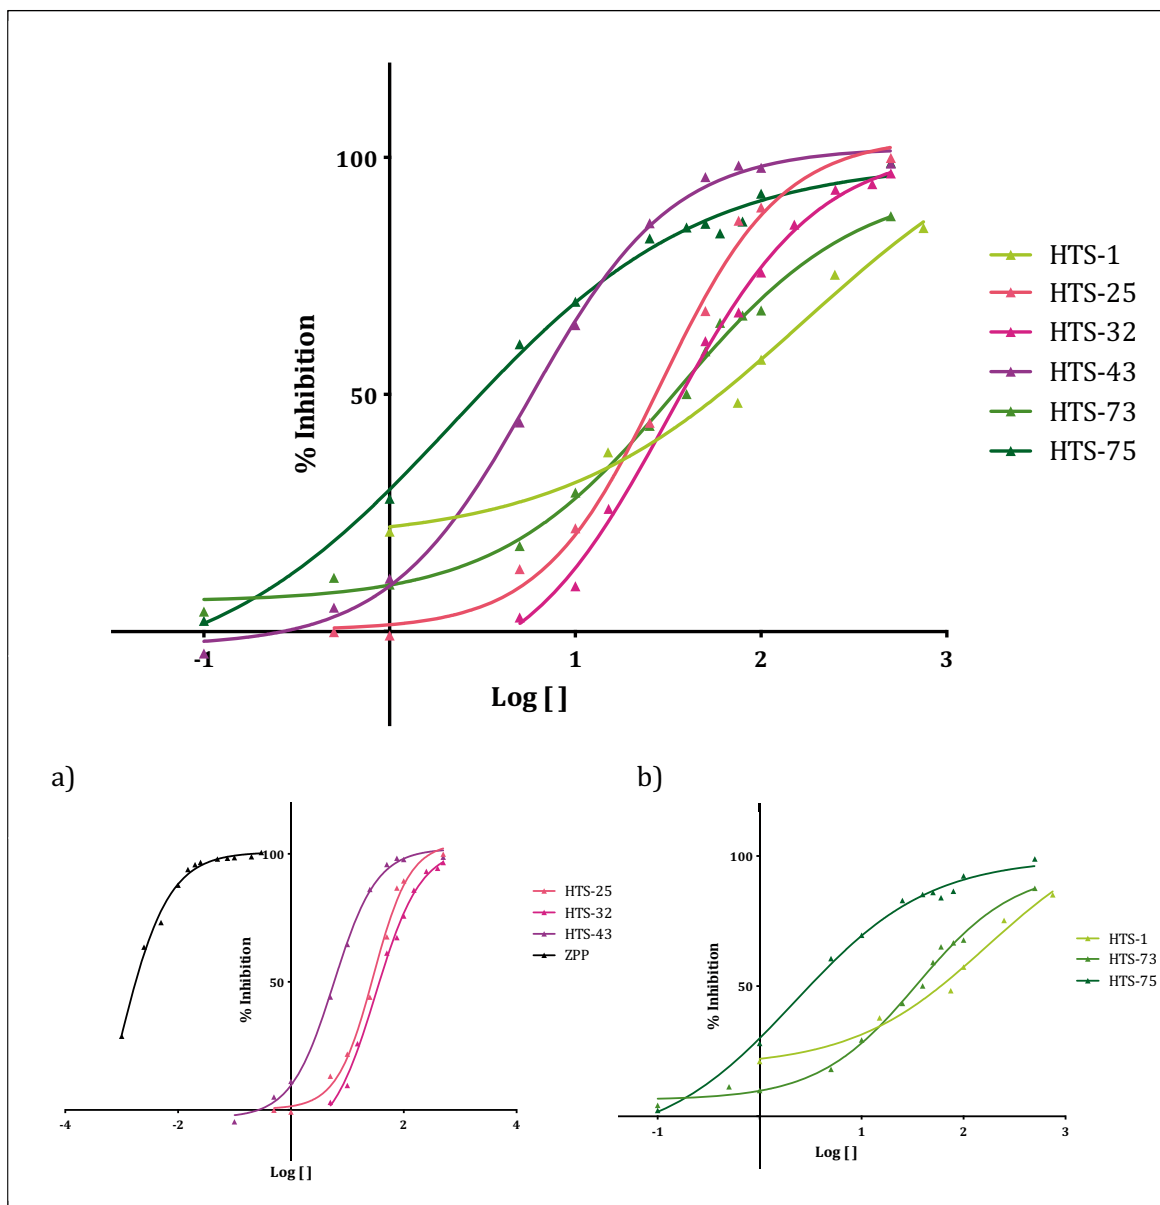 100
50
% Inhibition
-1
1
2
3
Log [ ]
HTS-1
HTS-25
HTS-32
HTS-43
HTS-73
HTS-75
a)
100
50
% Inhibition
-4
-2
2
4
Log [ ]
HTS-25
HTS-32
HTS-43
ZPP
b)
100
50
% Inhibition
-1
1
2
3
Log [ ]
HTS-1
HTS-73
HTS-75